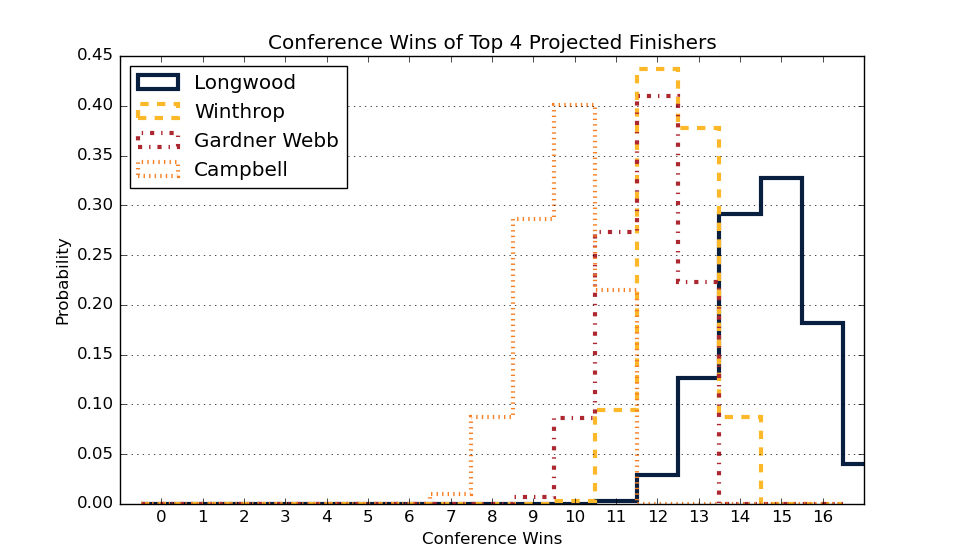 Conference Wins of Top 4 Projected Finishers
0.45
0.40
0.35
0.30
0.25
0.20
0.15
0.10
0.05
0.00
Probability
Longwood
Winthrop
Gardner Webb
Campbell
0 1 2 3 4 5 6 7 8 9 10 11 12 13 14 15 16
Conference Wins